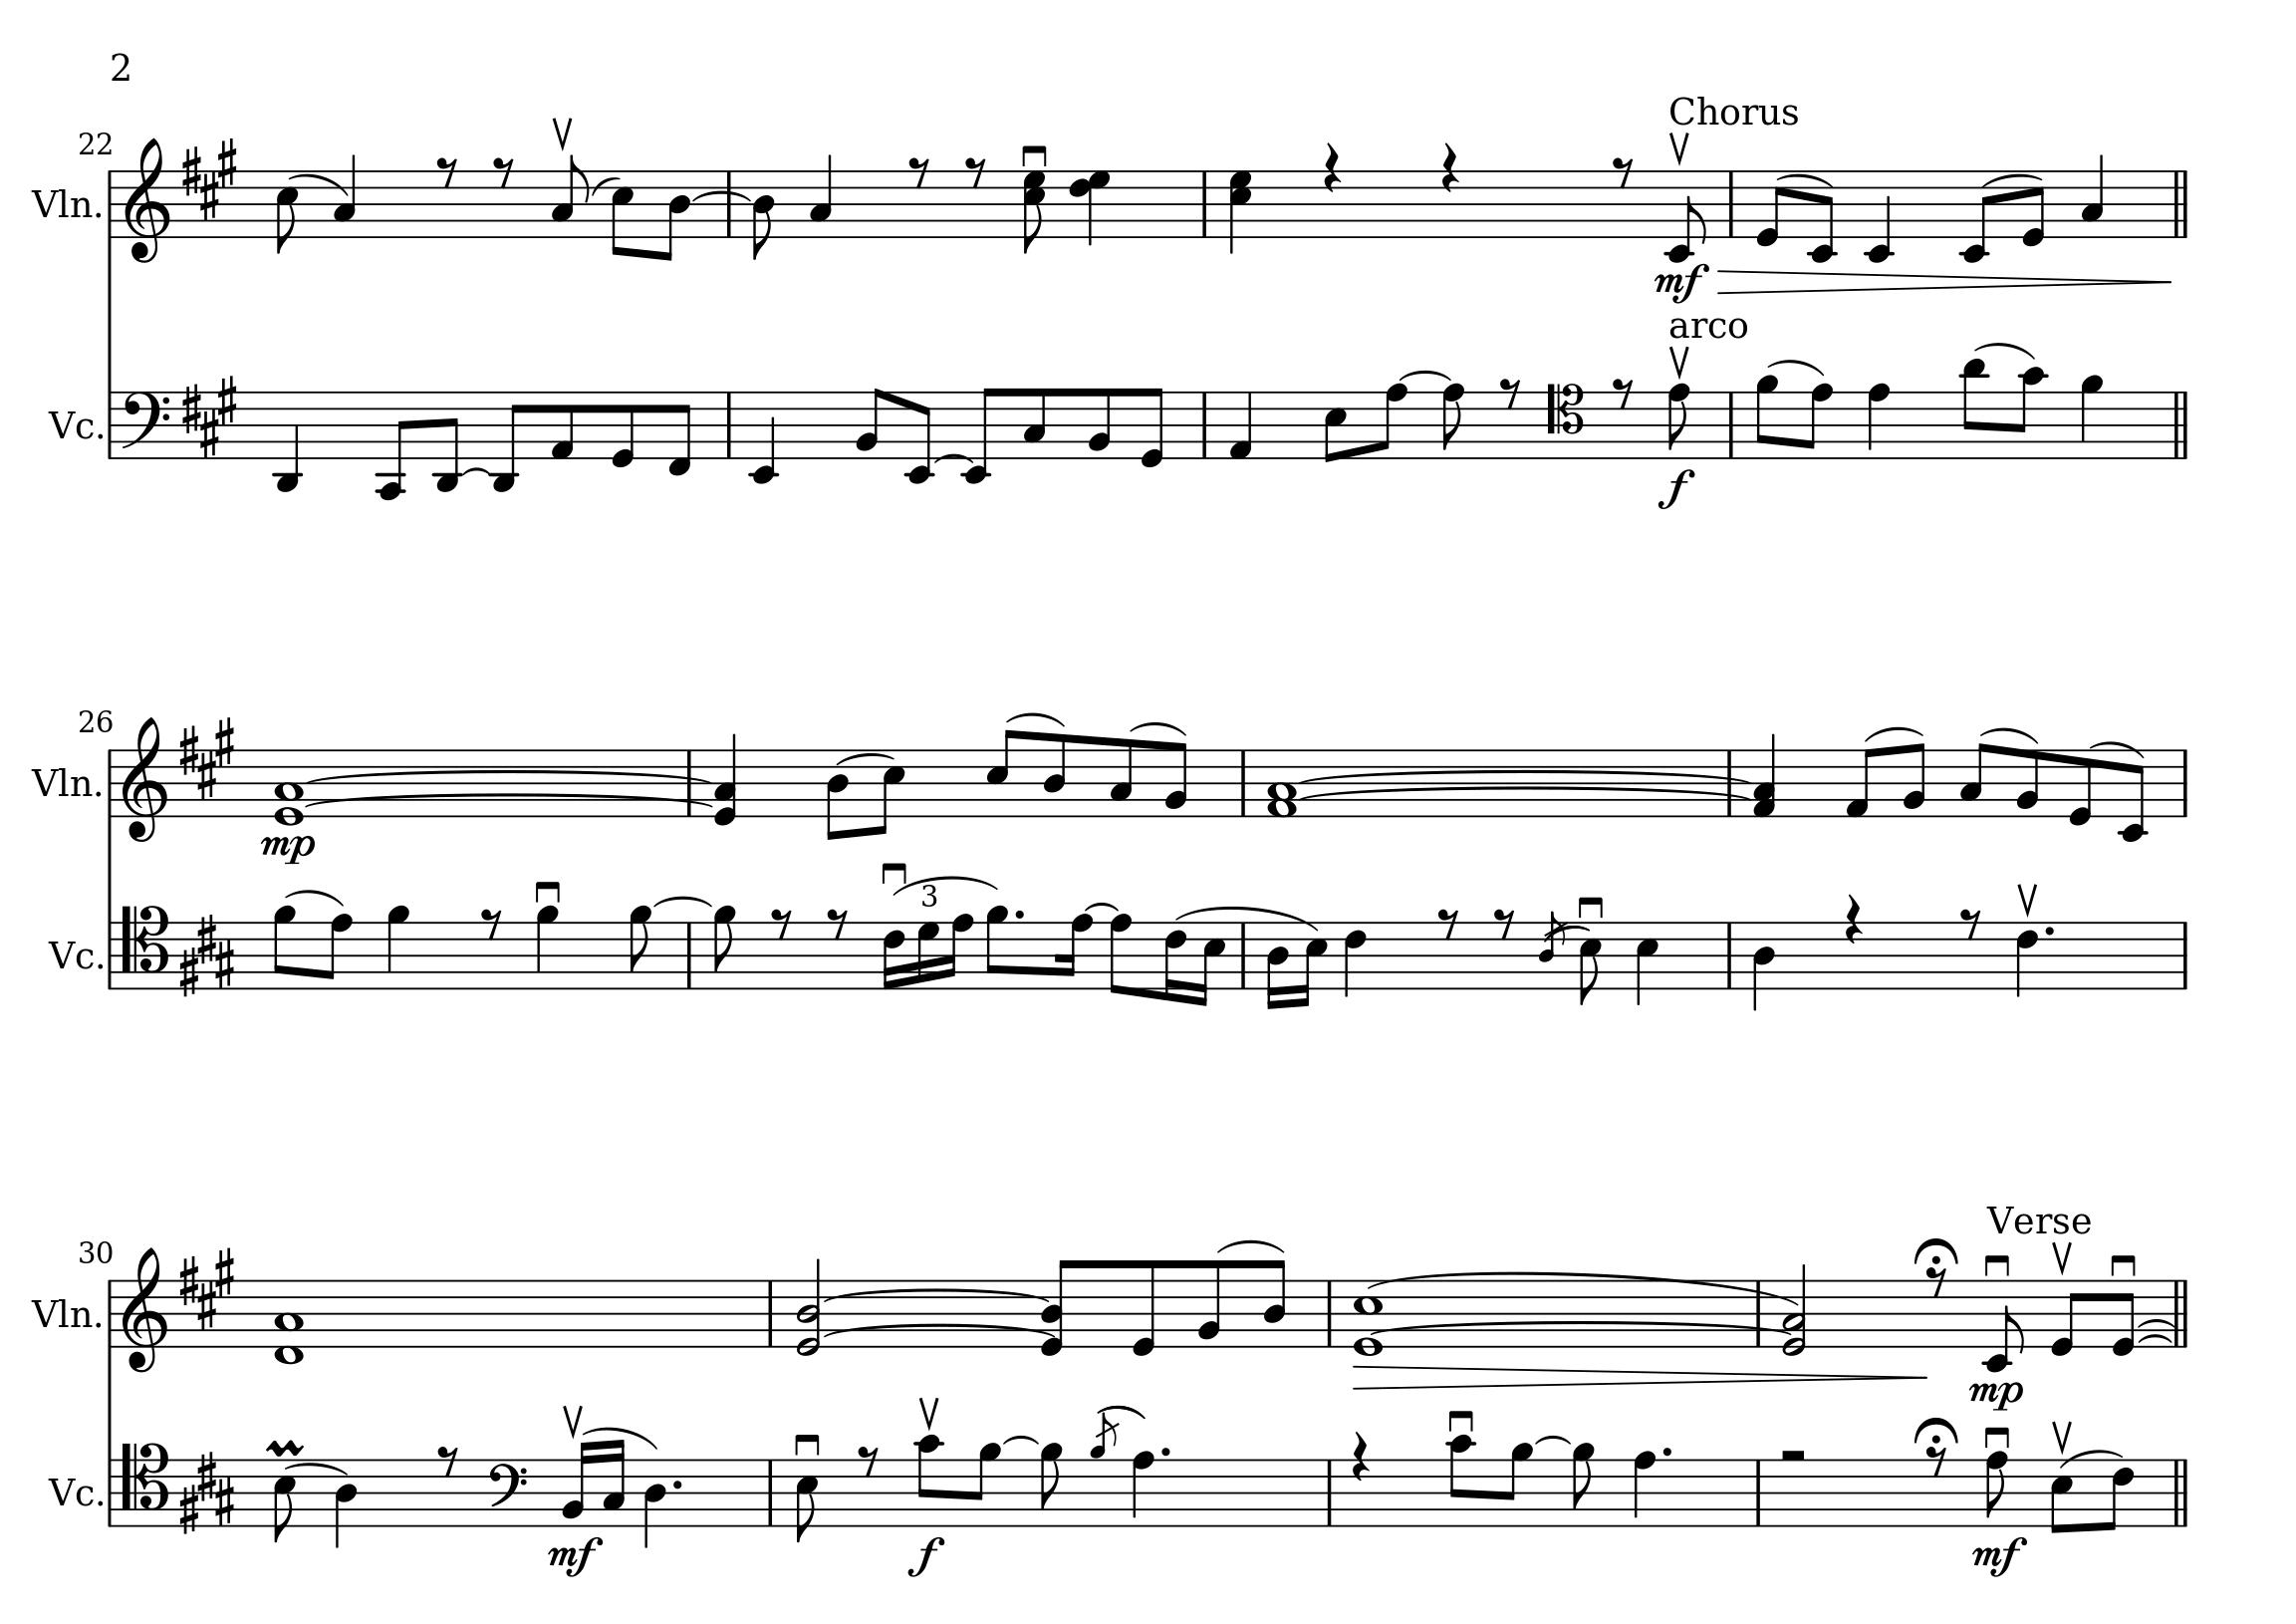 2
Chorus
22
Vln.
mf
arco
Vc.
f
26
Vln.
mp
3
Vc.
Verse
30
Vln.
mp
Vc.
mf f mf